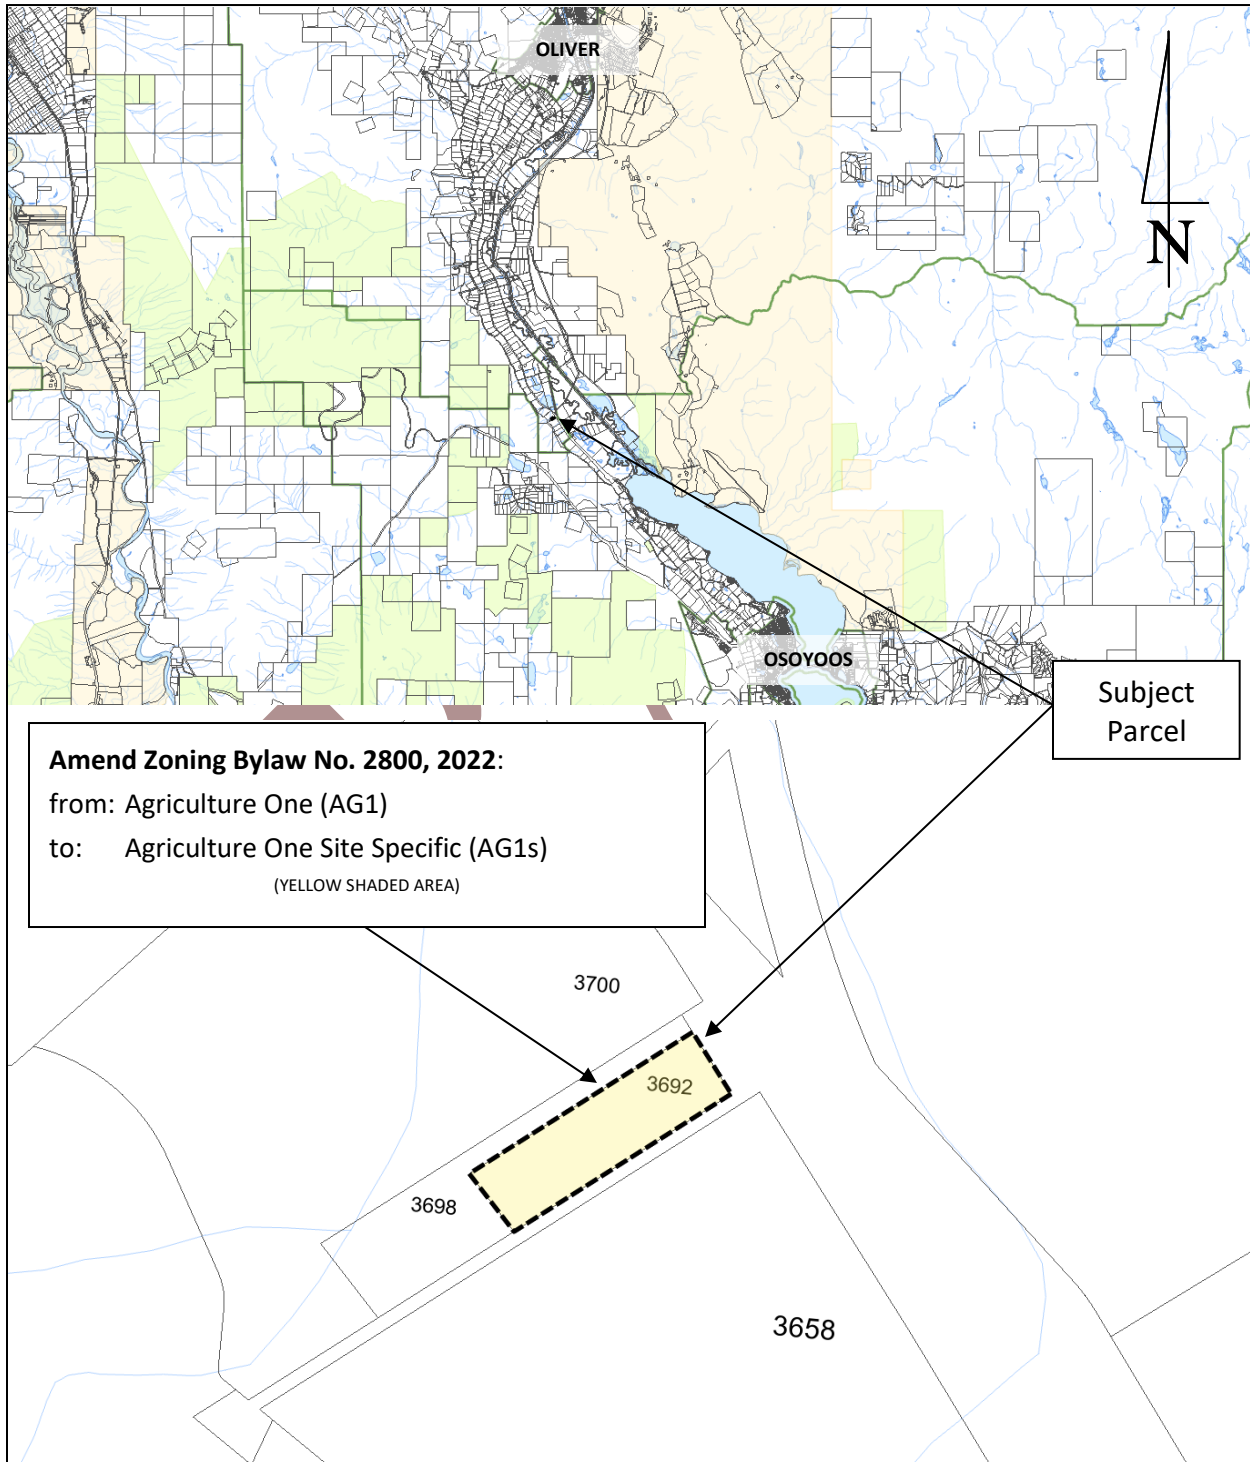 OLIVER
N
OSOYOOS
Subject
Parcel
Amend Zoning Bylaw No. 2800, 2022:
from: Agriculture One (AG1)
to: Agriculture One Site Specific (AG1s)
(YELLOW SHADED AREA)
3700
3692
3698
3658